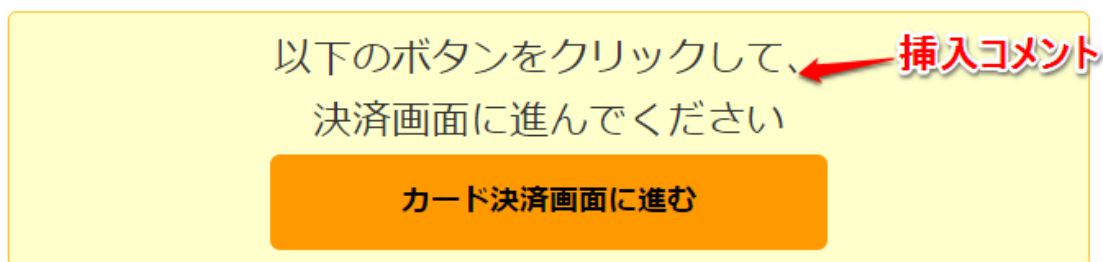 以下のボタンをクリックして、
挿入コメント
決済画面に進んでください
カード決済画面に進む